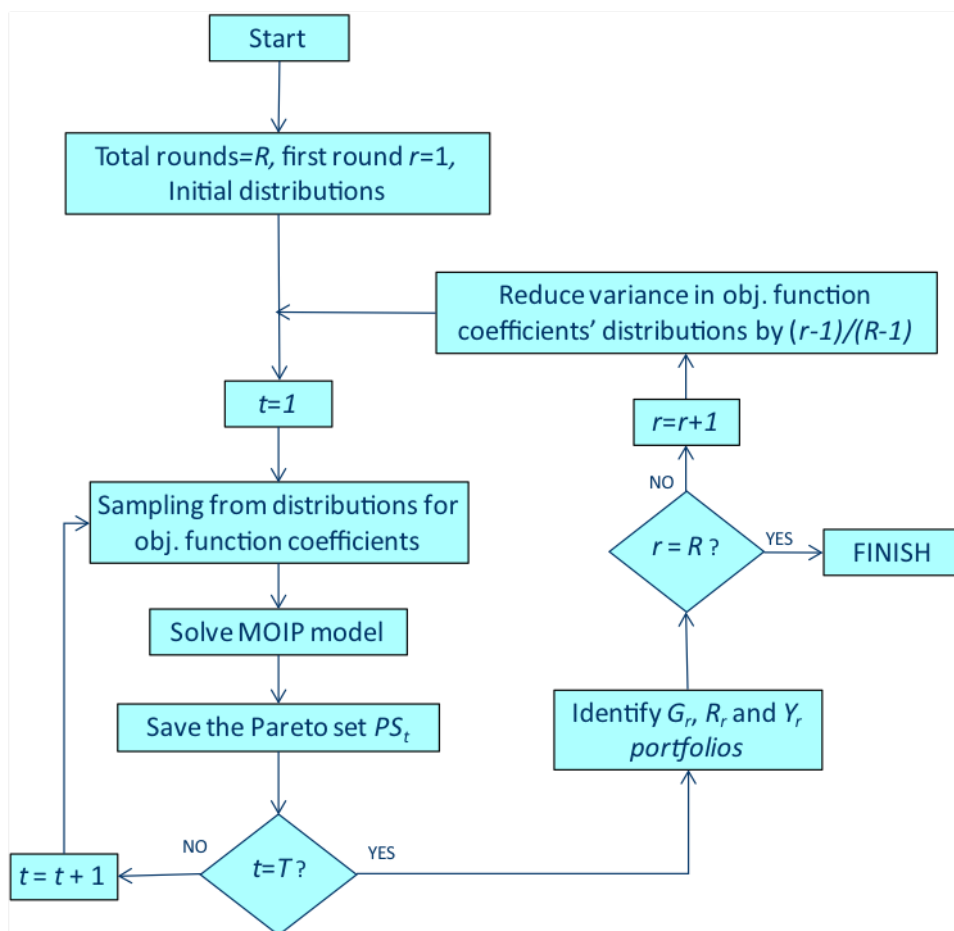 Start
Total rounds=R, first round r=1,
Initial distributions
Reduce variance in obj. function
coefficients' distributions by (r-1)/(R-1)
t=1
r=r+1
NO
Sampling from distributions for
obj. function coefficients
r = R ?
YES
FINISH
Solve MOIP model
Save the Pareto set PSt
Identify Gr, Rr and Yr
portfolios
NO
YES
t=T ?
t = t + 1